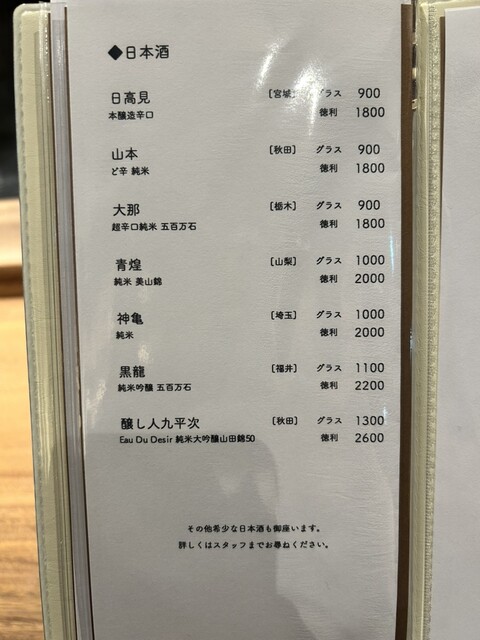 ◆日本酒
日高見 [宮城] グラス 900
本醸造辛口 徳利 1800
山本 [秋田] グラス 900
ど辛 純米 徳利 1800
大那 [栃木] グラス 900
超辛口純米 五百万石 徳利 1800
青煌 [山梨] グラス 1000
純米 美山錦 徳利 2000
神亀 [埼玉] グラス 1000
純米 徳利 2000
黒龍 [福井] グラス 1100
純米吟醸 五百万石 徳利 2200
醸し人九平次 [秋田] グラス 1300
Eau Du Desir 純米大吟醸山田錦50 徳利 2600
その他希少な日本酒も御座います。
詳しくはスタッフまでお尋ねください。